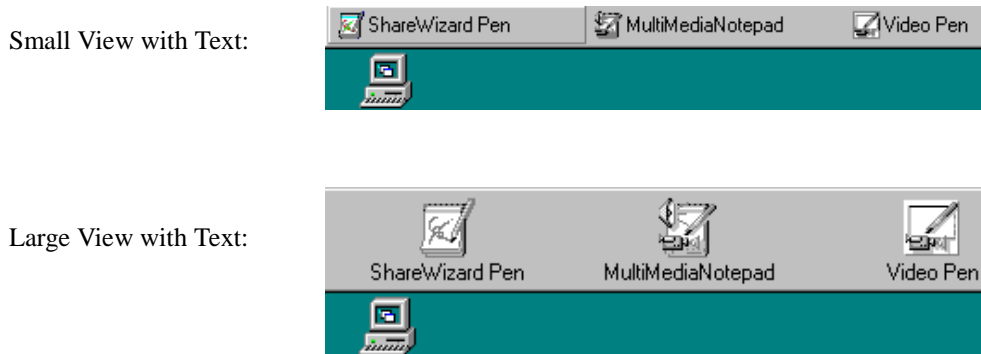 Small View with Text:
ShareWizard Pen MultiMediaNotepad Video Pen
Large View with Text:
ShareWizard Pen MultiMediaNotepad Video Pen